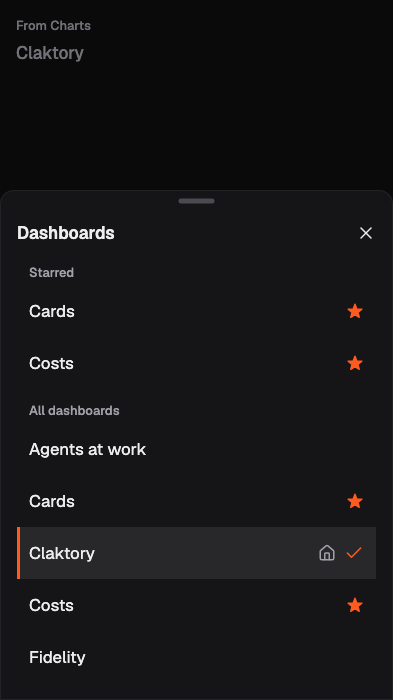 From Charts
Claktory
Dashboards
Starred
Cards
Costs
All dashboards
Agents at work
Cards
Claktory
Costs
Fidelity